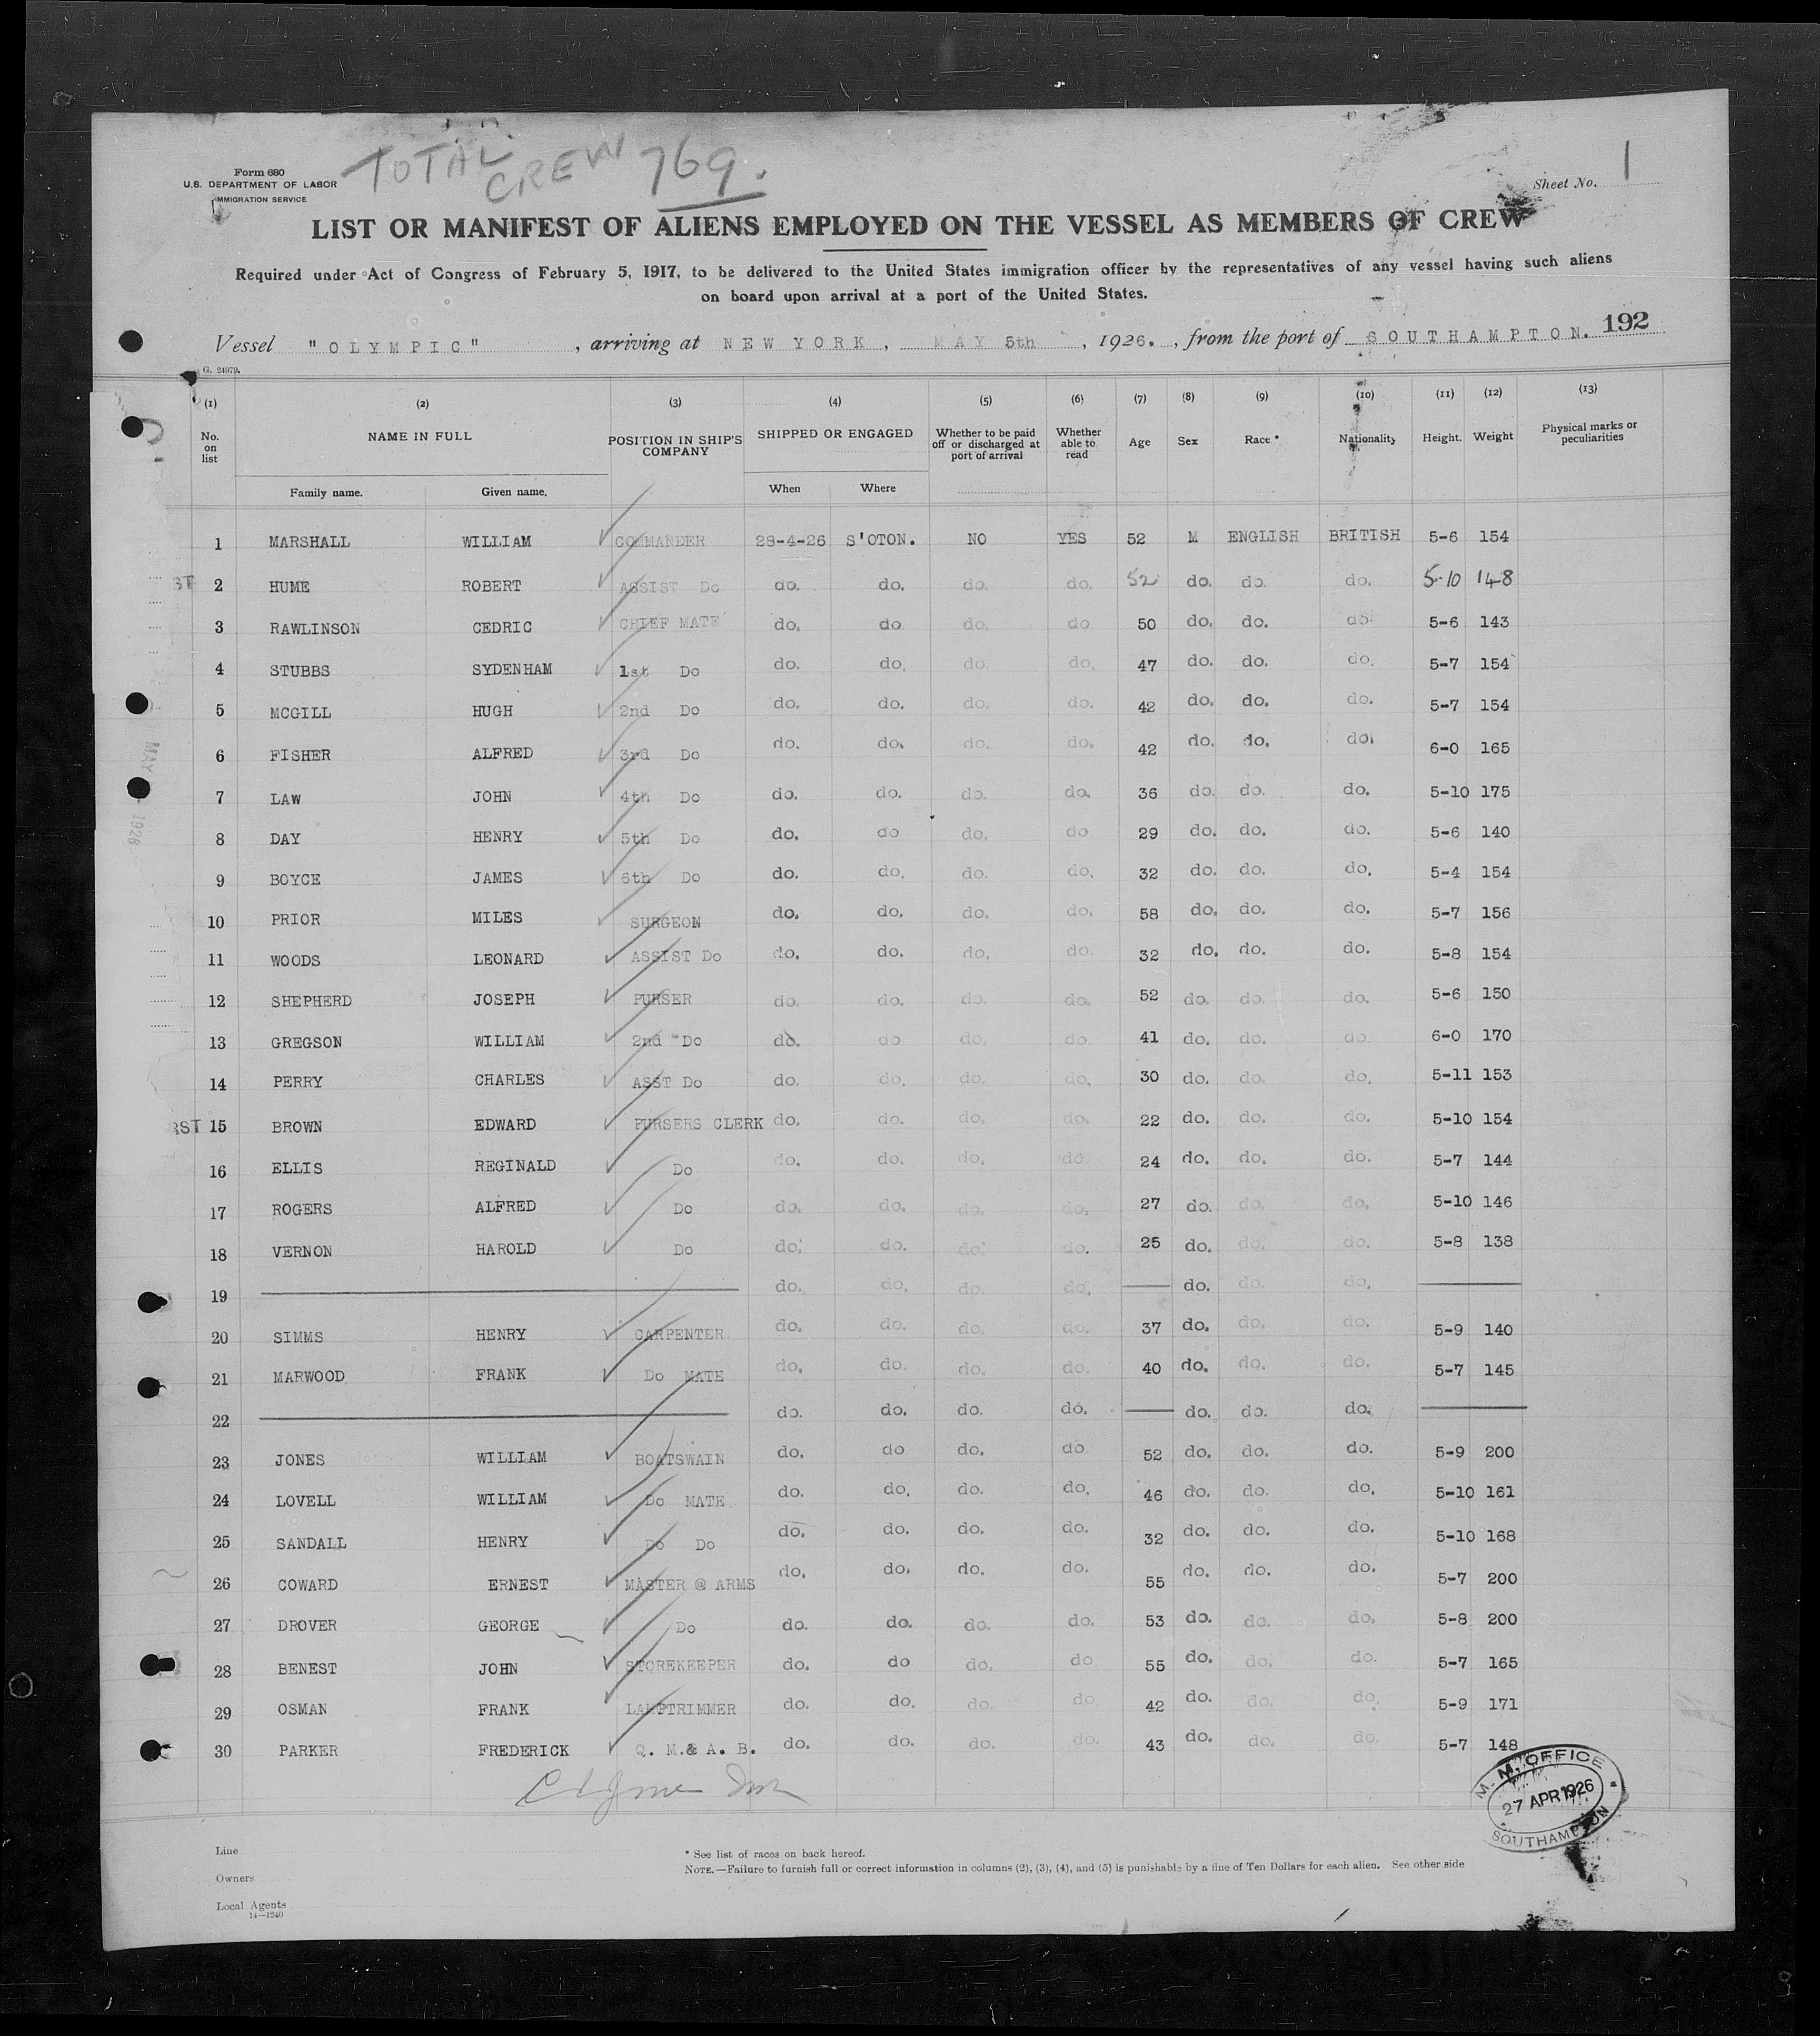 TOTAL CREW 769.
Form 680
U.S. DEPARTMENT OF LABOR
IMMIGRATION SERVICE
Sheet No. 1
LIST OR MANIFEST OF ALIENS EMPLOYED ON THE VESSEL AS MEMBERS OF CREW
Required under Act of Congress of February 5, 1917, to be delivered to the United States immigration officer by the representatives of any vessel having such aliens
on board upon arrival at a port of the United States.
192
Vessel "OLYMPIC", arriving at NEW YORK, MAY 5th, 1926., from the port of SOUTHAMPTON.
G. 24979.
(1) (2) (3) (4) (5) (6) (7) (8) (9) (10) (11) (12) (13)
No. on list NAME IN FULL POSITION IN SHIP'S COMPANY SHIPPED OR ENGAGED Whether to be paid off or discharged at port of arrival Whether able to read Age Sex Race * Nationality Height. Weight Physical marks or peculiarities
Family name. Given name. When Where
1 MARSHALL WILLIAM COMMANDER 28-4-26 S'OTON. NO YES 52 M ENGLISH BRITISH 5-6 154
ST 2 HUME ROBERT ASSIST Do do. do. do. do. 52 do. do. do. 5-10 148
3 RAWLINSON CEDRIC CHIEF MATE do. do do. do 50 do. do. do. 5-6 143
4 STUBBS SYDENHAM 1st Do do. do. do. do. 47 do. do. do. 5-7 154
5 MCGILL HUGH 2nd Do do. do. do. do. 42 do. do. do. 5-7 154
6 FISHER ALFRED 3rd Do do. do. do. do. 42 do. do. do. 6-0 165
7 LAW JOHN 4th Do do. do. do. do. 36 do. do. do. 5-10 175
8 DAY HENRY 5th Do do. do do. do 29 do. do. do. 5-6 140
9 BOYCE JAMES 6th Do do. do. do. do. 32 do. do. do. 5-4 154
10 PRIOR MILES SURGEON do. do. do. do. 58 do. do. do. 5-7 156
11 WOODS LEONARD ASSIST Do do. do. do. do. 32 do. do. do. 5-8 154
12 SHEPHERD JOSEPH PURSER do. do. do. do. 52 do. do. do. 5-6 150
13 GREGSON WILLIAM 2nd Do do. do do. do. 41 do. do. do 6-0 170
14 PERRY CHARLES ASST Do do. do. do. do. 30 do. do. do. 5-11 153
RST 15 BROWN EDWARD PURSERS CLERK do. do. do. do. 22 do. do. do. 5-10 154
16 ELLIS REGINALD Do do. do. do. do. 24 do. do. do. 5-7 144
17 ROGERS ALFRED Do do. do. do. do. 27 do. do. do. 5-10 146
18 VERNON HAROLD Do do. do. do. do. 25 do. do. do. 5-8 138
19 do. do. do. do. do. do. do.
20 SIMMS HENRY CARPENTER do. do. do. do. 37 do. do. do. 5-9 140
21 MARWOOD FRANK Do MATE do. do. do. do. 40 do. do. do. 5-7 145
22 do. do. do. do. do. do. do.
23 JONES WILLIAM BOATSWAIN do. do do. do 52 do. do. do. 5-9 200
24 LOVELL WILLIAM Do MATE do. do. do. do. 46 do. do. do. 5-10 161
25 SANDALL HENRY Do Do do. do. do. do. 32 do. do. do. 5-10 168
26 COWARD ERNEST MASTER @ ARMS do. do. do. do. 55 do. do. do. 5-7 200
27 DROVER GEORGE Do do. do. do. do. 53 do. do. do. 5-8 200
28 BENEST JOHN STOREKEEPER do. do do. do 55 do. do. do. 5-7 165
29 OSMAN FRANK LAMPTRIMMER do. do. do. do. 42 do. do. do. 5-9 171
30 PARKER FREDERICK Q. M.& A. B. do. do. do. do. 43 do. do. do. 5-7 148
MAY 1926
M. M. OFFICE
27 APR 1926
SOUTHAMPTON
Line
Owners
Local Agents
14—1240
* See list of races on back hereof.
NOTE.—Failure to furnish full or correct information in columns (2), (3), (4), and (5) is punishable by a fine of Ten Dollars for each alien. See other side